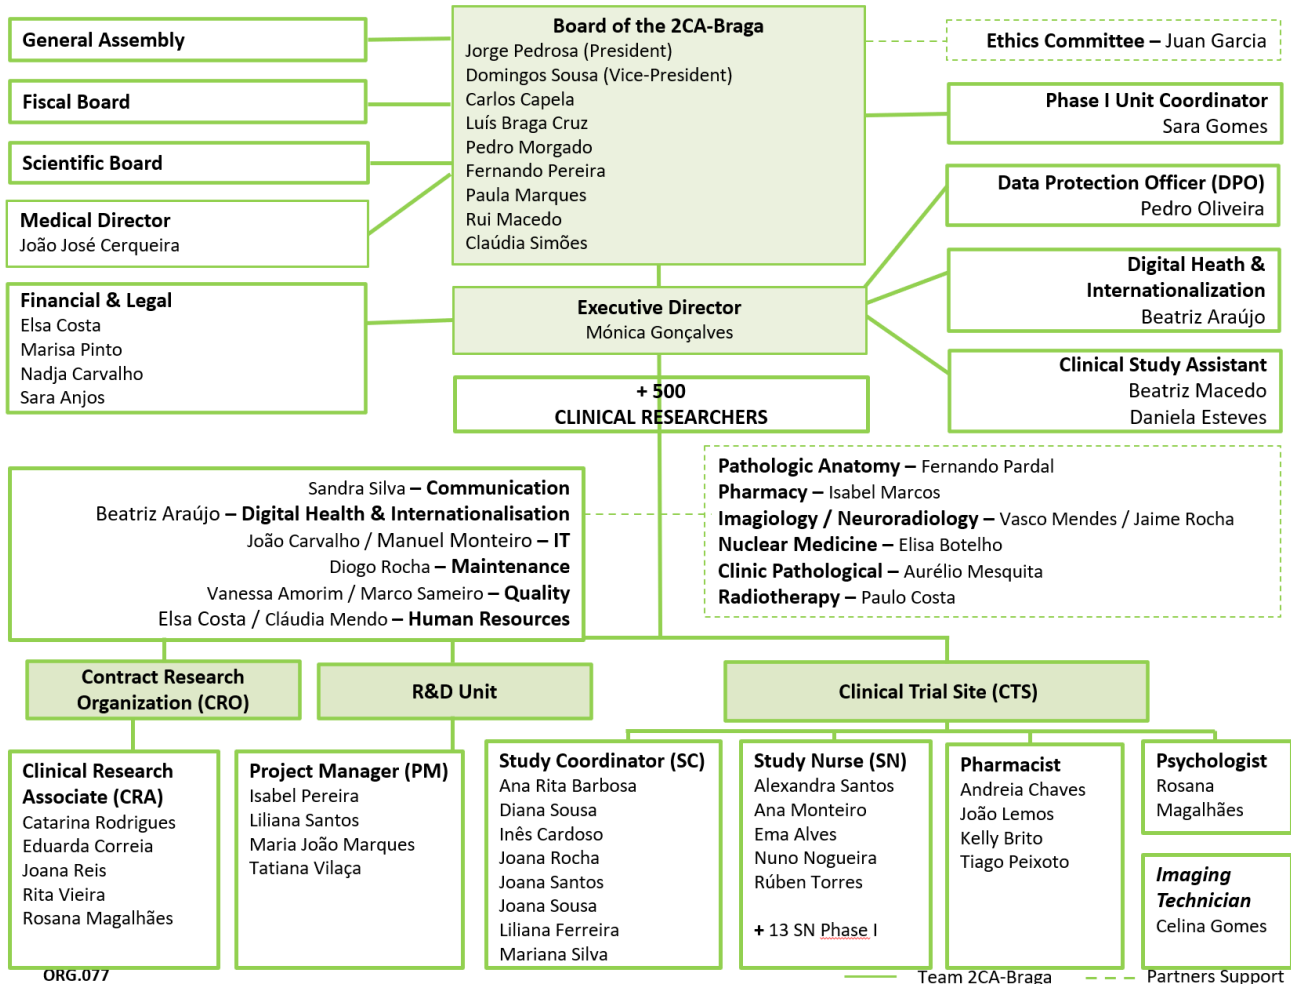 General Assembly
Fiscal Board
Scientific Board
Medical Director
João José Cerqueira
Financial & Legal
Elsa Costa
Marisa Pinto
Nadja Carvalho
Sara Anjos
Board of the 2CA-Braga
Jorge Pedrosa (President)
Domingos Sousa (Vice-President)
Carlos Capela
Luís Braga Cruz
Pedro Morgado
Fernando Pereira
Paula Marques
Rui Macedo
Claúdia Simões
Executive Director
Mónica Gonçalves
+ 500
CLINICAL RESEARCHERS
Ethics Committee – Juan Garcia
Phase I Unit Coordinator
Sara Gomes
Data Protection Officer (DPO)
Pedro Oliveira
Digital Heath &
Internationalization
Beatriz Araújo
Clinical Study Assistant
Beatriz Macedo
Daniela Esteves
Sandra Silva – Communication
Beatriz Araújo – Digital Health & Internationalisation
João Carvalho / Manuel Monteiro – IT
Diogo Rocha – Maintenance
Vanessa Amorim / Marco Sameiro – Quality
Elsa Costa / Cláudia Mendo – Human Resources
Pathologic Anatomy – Fernando Pardal
Pharmacy – Isabel Marcos
Imagiology / Neuroradiology – Vasco Mendes / Jaime Rocha
Nuclear Medicine – Elisa Botelho
Clinic Pathological – Aurélio Mesquita
Radiotherapy – Paulo Costa
Contract Research
Organization (CRO)
R&D Unit
Clinical Trial Site (CTS)
Clinical Research
Associate (CRA)
Catarina Rodrigues
Eduarda Correia
Joana Reis
Rita Vieira
Rosana Magalhães
Project Manager (PM)
Isabel Pereira
Liliana Santos
Maria João Marques
Tatiana Vilaça
Study Coordinator (SC)
Ana Rita Barbosa
Diana Sousa
Inês Cardoso
Joana Rocha
Joana Santos
Joana Sousa
Liliana Ferreira
Mariana Silva
Study Nurse (SN)
Alexandra Santos
Ana Monteiro
Ema Alves
Nuno Nogueira
Rúben Torres
+ 13 SN Phase I
Pharmacist
Andreia Chaves
João Lemos
Kelly Brito
Tiago Peixoto
Psychologist
Rosana
Magalhães
Imaging
Technician
Celina Gomes
ORG.077
Team 2CA-Braga
Partners Support